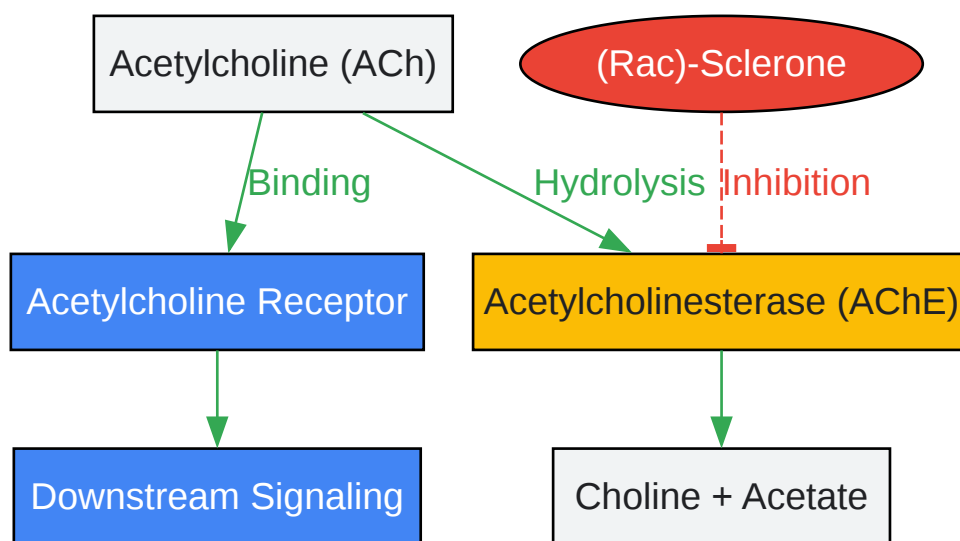 Acetylcholine (ACh)
(Rac)-Sclerone
Binding
Hydrolysis
Inhibition
Acetylcholine Receptor
Acetylcholinesterase (AChE)
Downstream Signaling
Choline + Acetate